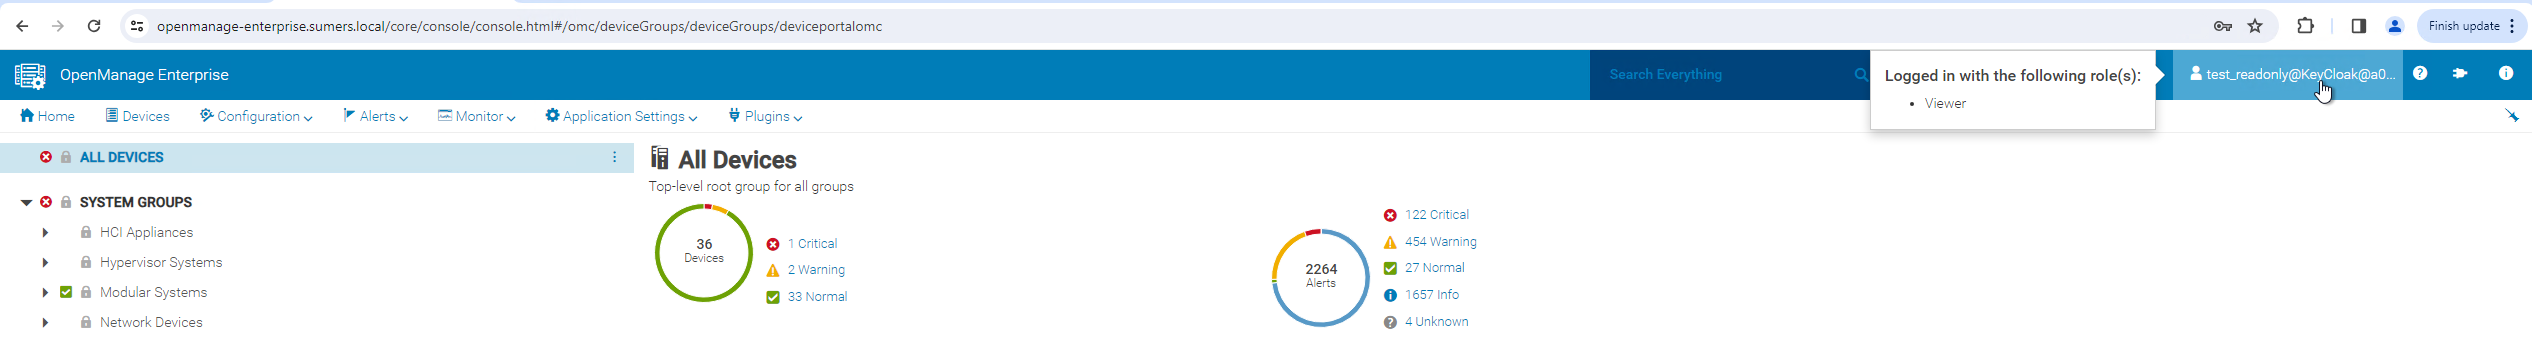 openmanage-enterprise.sumers.local/core/console/console.html#/omc/deviceGroups/deviceGroups/deviceportalomc
Finish update
OpenManage Enterprise
Search Everything
Logged in with the following role(s):
Viewer
test_readonly@KeyCloak@a0...
Home Devices Configuration Alerts Monitor Application Settings Plugins
ALL DEVICES
SYSTEM GROUPS
HCI Appliances
Hypervisor Systems
Modular Systems
Network Devices
All Devices
Top-level root group for all groups
36
Devices
1 Critical
2 Warning
33 Normal
2264
Alerts
122 Critical
454 Warning
27 Normal
1657 Info
4 Unknown